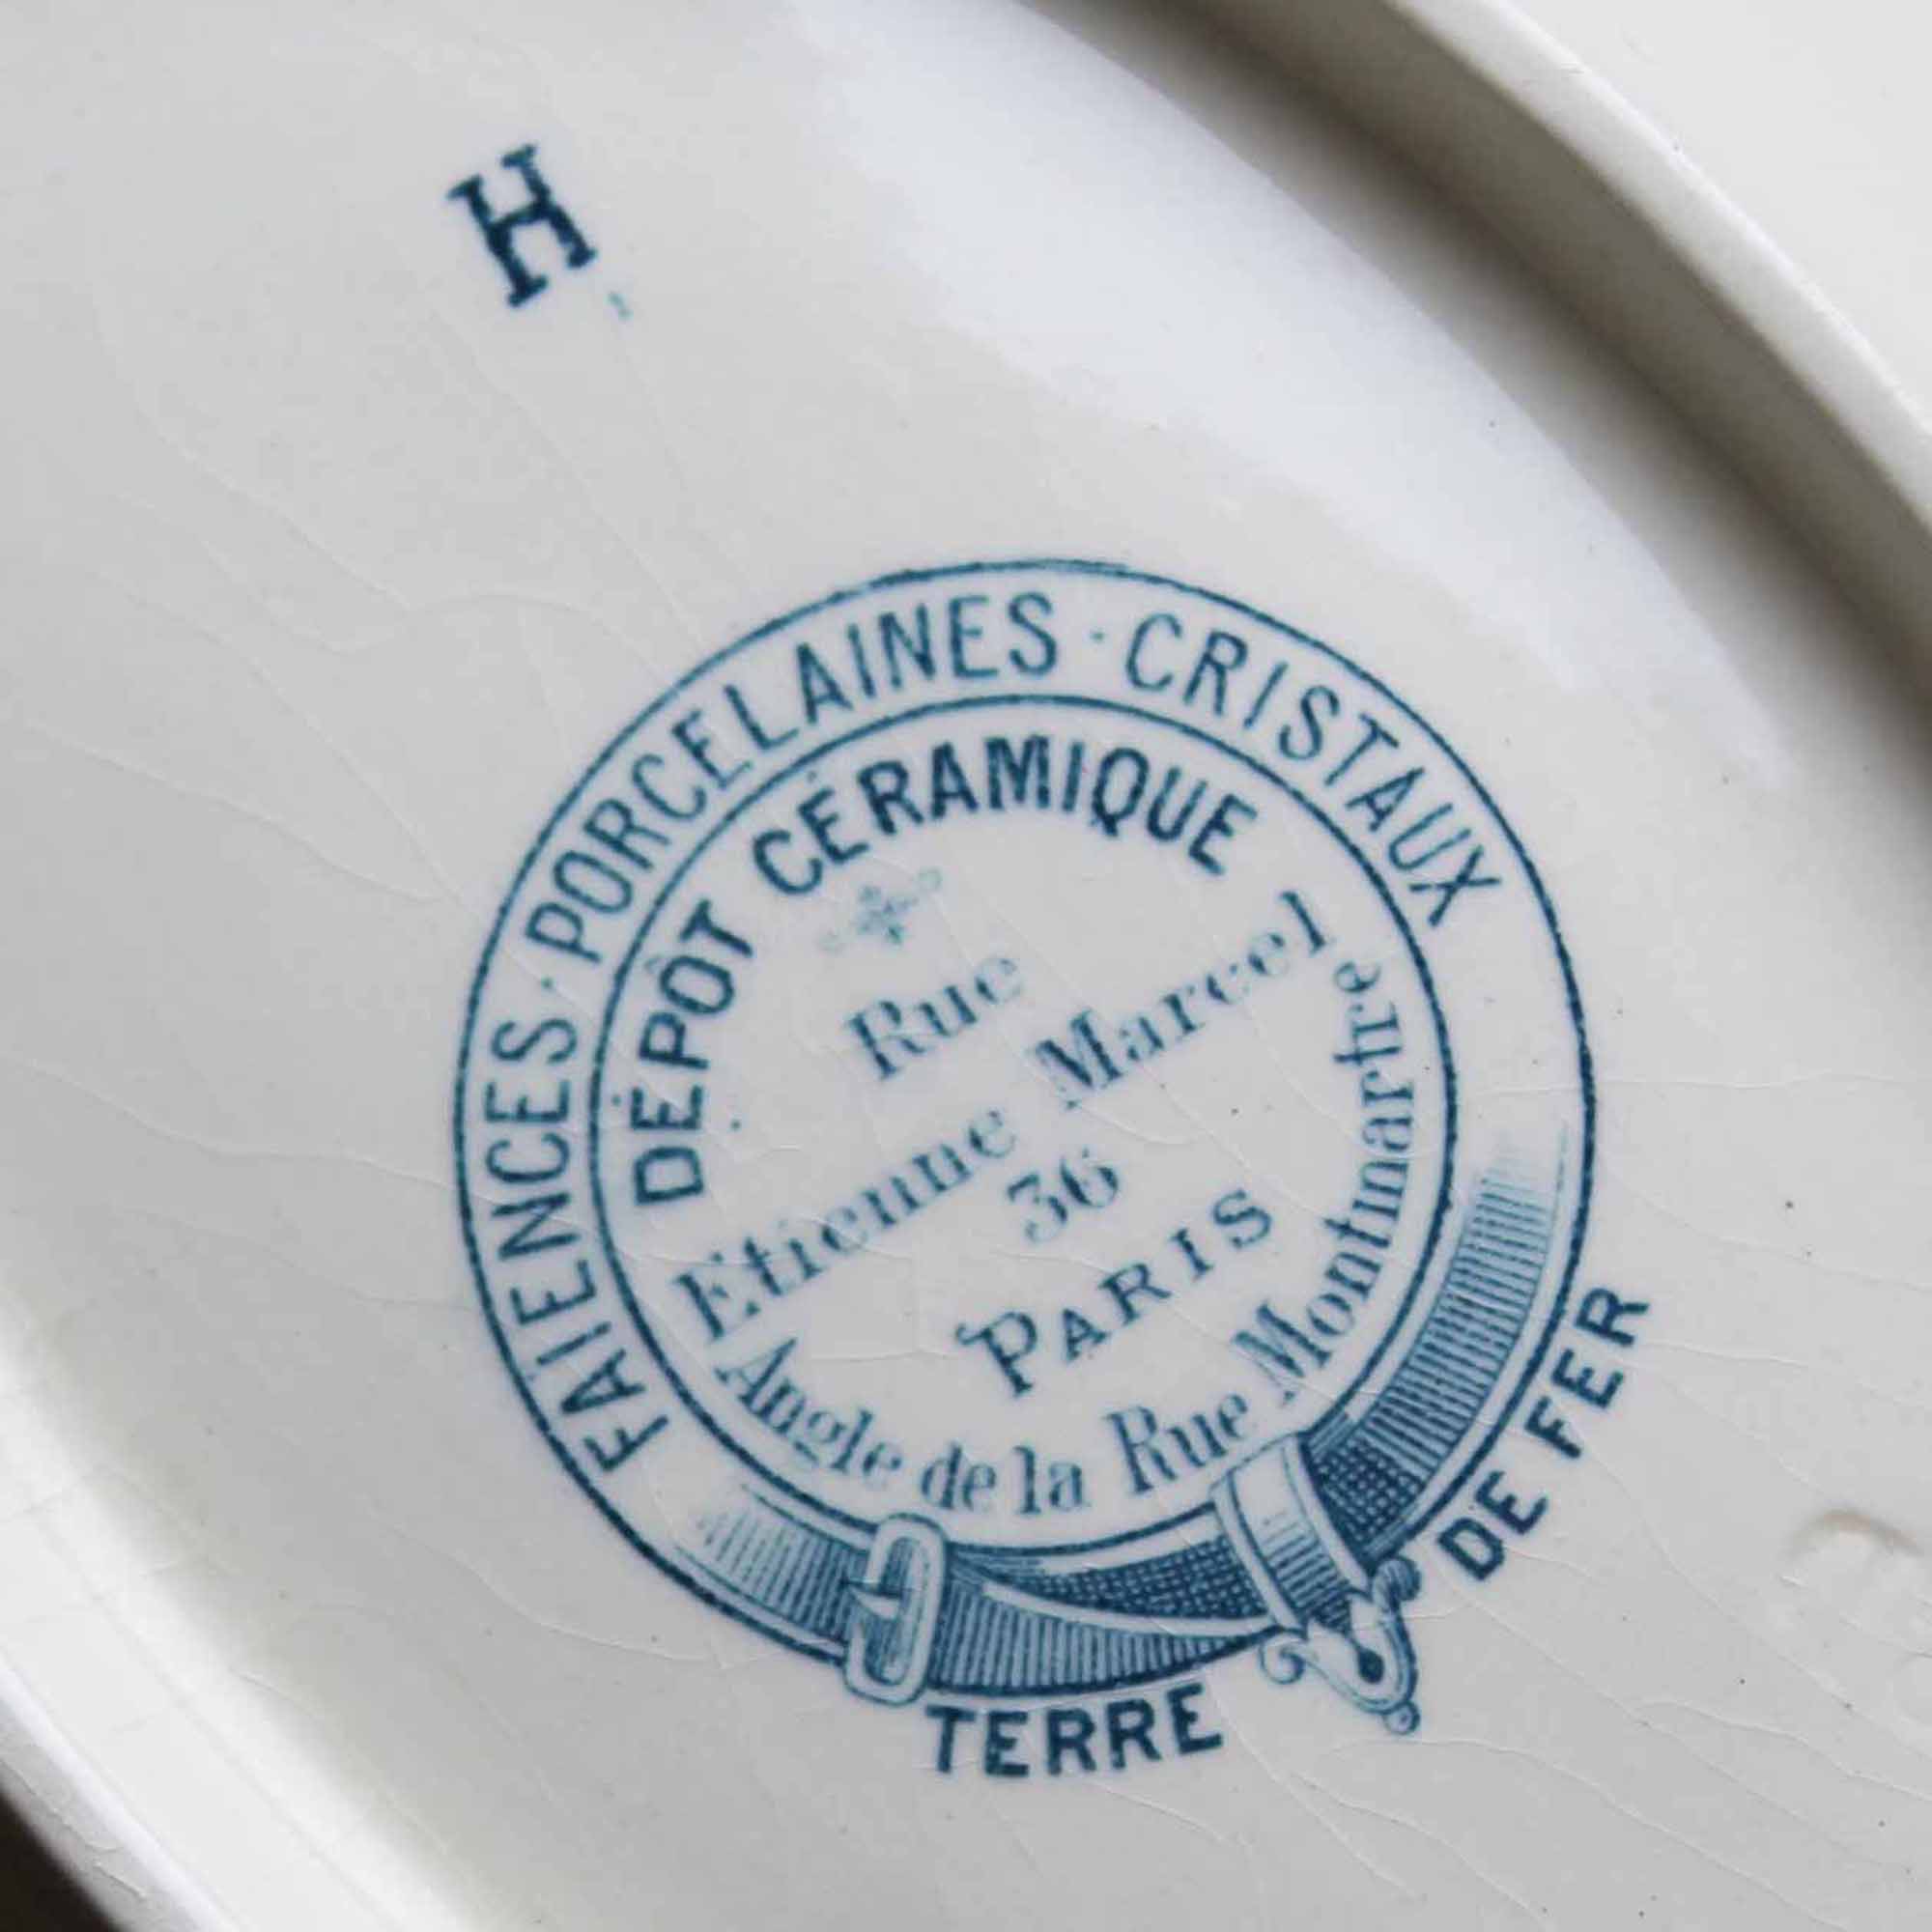 H
FAIENCES · PORCELAINES · CRISTAUX
DÉPÔT CÉRAMIQUE
Rue
Etienne Marcel
36
PARIS
Angle de la Rue Montmartre
TERRE DE FER